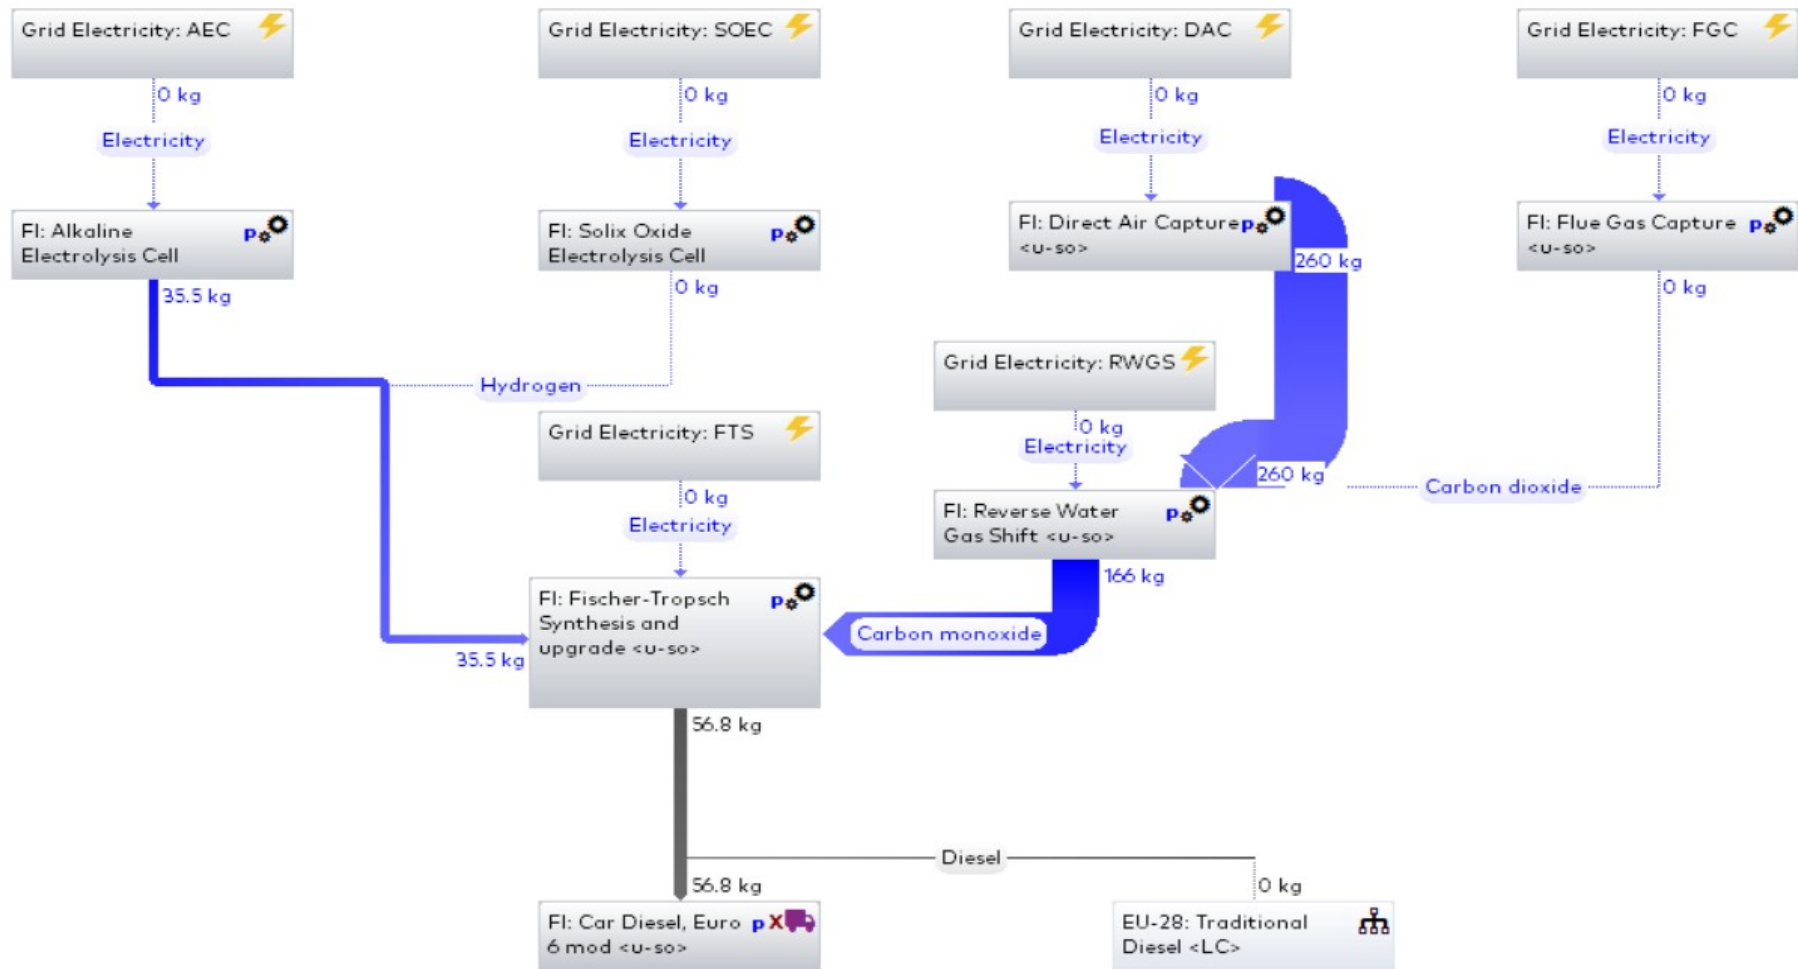 Grid Electricity: AEC
Grid Electricity: SOEC
Grid Electricity: DAC
Grid Electricity: FGC
0 kg
0 kg
0 kg
0 kg
Electricity
Electricity
Electricity
Electricity
FI: Alkaline
Electrolysis Cell
p
FI: Solix Oxide
Electrolysis Cell
p
FI: Direct Air Capture
<u-so>
p
FI: Flue Gas Capture
<u-so>
p
35.5 kg
0 kg
260 kg
0 kg
Grid Electricity: RWGS
Hydrogen
Grid Electricity: FTS
0 kg
Electricity
260 kg
Carbon dioxide
0 kg
Electricity
FI: Reverse Water
Gas Shift <u-so>
p
166 kg
FI: Fischer-Tropsch
Synthesis and
upgrade <u-so>
p
Carbon monoxide
35.5 kg
56.8 kg
Diesel
56.8 kg
0 kg
FI: Car Diesel, Euro
6 mod <u-so>
p X
EU-28: Traditional
Diesel <LC>